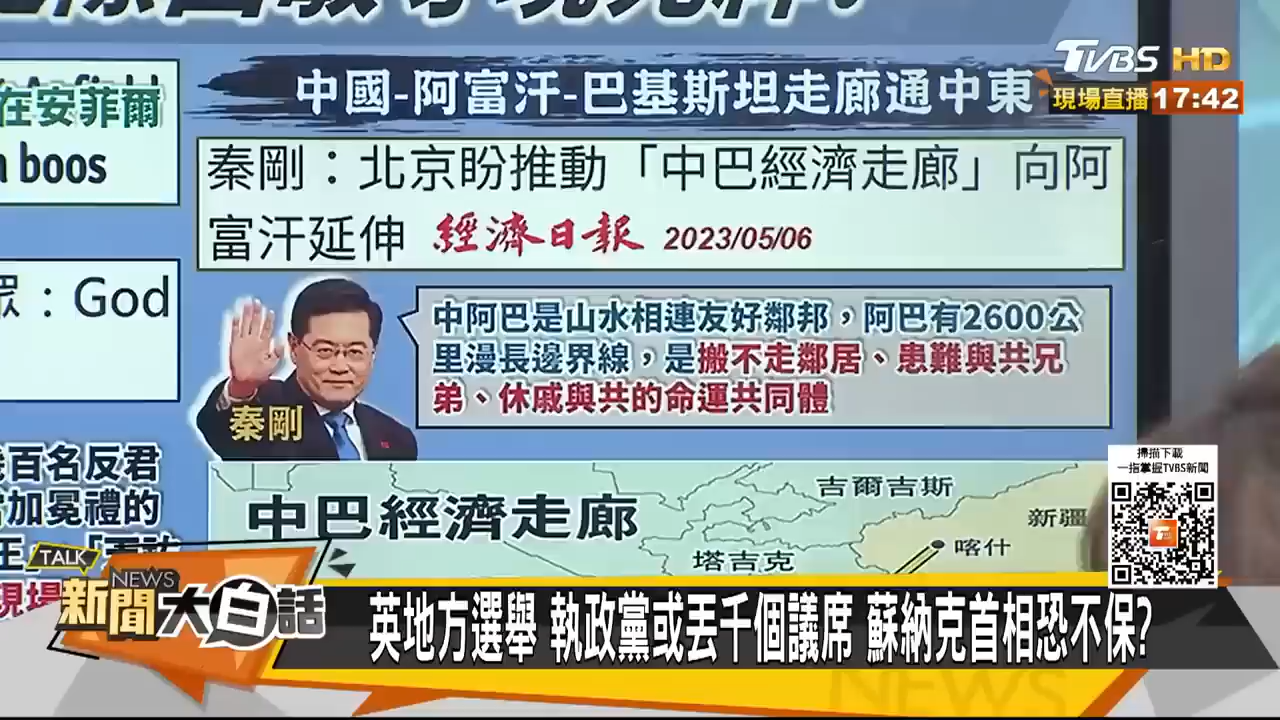 TVBS HD
現場直播 17:42
中國-阿富汗-巴基斯坦走廊通中東
在安菲爾
boos
秦剛：北京盼推動「中巴經濟走廊」向阿
富汗延伸 經濟日報 2023/05/06
眾：God
中阿巴是山水相連友好鄰邦，阿巴有2600公
里漫長邊界線，是搬不走鄰居、患難與共兄
弟、休戚與共的命運共同體
秦剛
百名反君
加冕禮的
中巴經濟走廊
吉爾吉斯
新疆
塔吉克
喀什
掃描下載
一指掌握TVBS新聞
TALK
NEWS
新聞大白話
英地方選舉 執政黨或丟千個議席 蘇納克首相恐不保?
NEWS